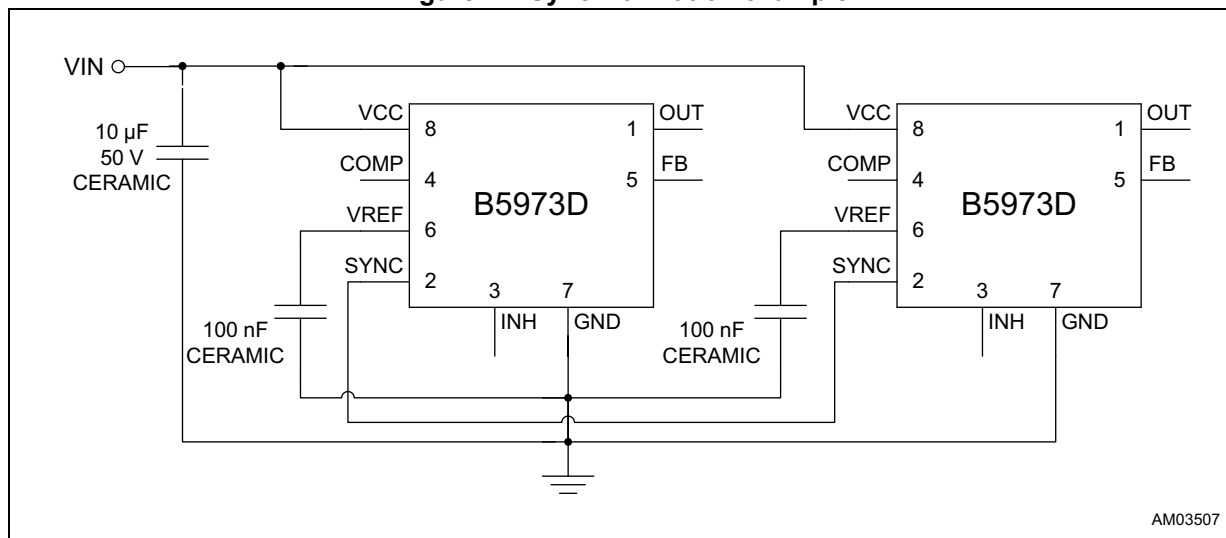 VIN
10 µF
50 V
CERAMIC
VCC
8
1
OUT
COMP
4
5
FB
B5973D
VREF
6
SYNC
2
3
7
INH
GND
100 nF
CERAMIC
VCC
8
1
OUT
COMP
4
5
FB
B5973D
VREF
6
SYNC
2
3
7
INH
GND
100 nF
CERAMIC
AM03507